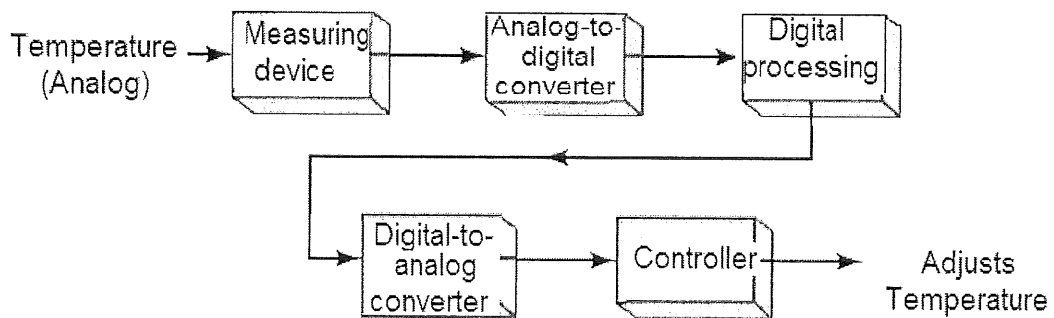 Temperature
(Analog)
Measuring
device
Analog-to-
digital
converter
Digital
processing
Digital-to-
analog
converter
Controller
Adjusts
Temperature